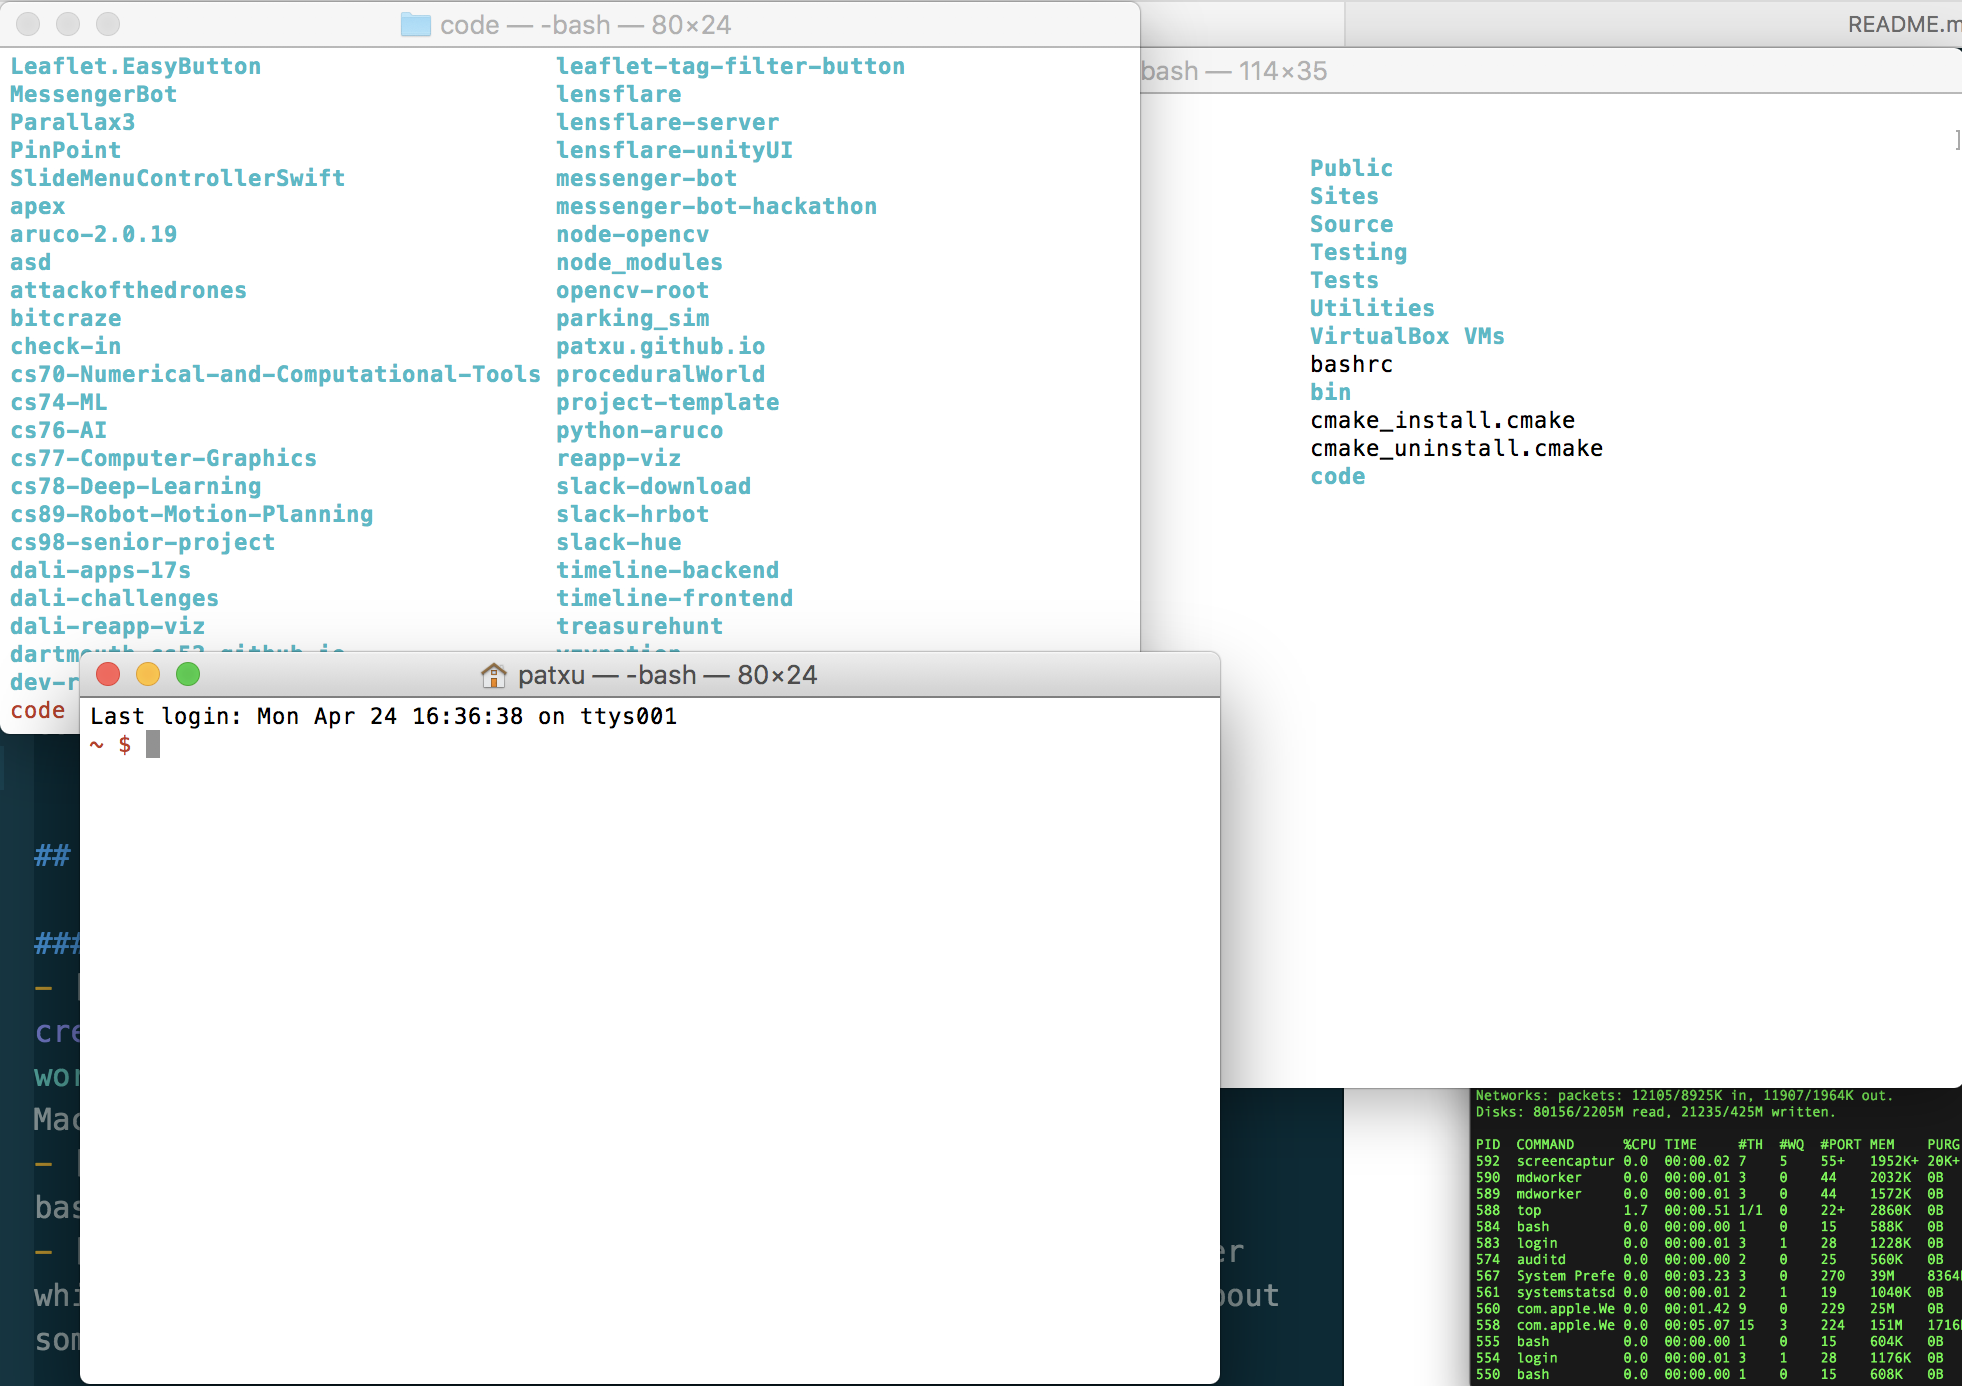 code — -bash — 80×24
Leaflet.EasyButton leaflet-tag-filter-button
MessengerBot lensflare
Parallax3 lensflare-server
PinPoint lensflare-unityUI
SlideMenuControllerSwift messenger-bot
apex messenger-bot-hackathon
aruco-2.0.19 node-opencv
asd node_modules
attackofthedrones opencv-root
bitcraze parking_sim
check-in patxu.github.io
cs70-Numerical-and-Computational-Tools proceduralWorld
cs74-ML project-template
cs76-AI python-aruco
cs77-Computer-Graphics reapp-viz
cs78-Deep-Learning slack-download
cs89-Robot-Motion-Planning slack-hrbot
cs98-senior-project slack-hue
dali-apps-17s timeline-backend
dali-challenges timeline-frontend
dali-reapp-viz treasurehunt
code
README.m
bash — 114×35
]
Public
Sites
Source
Testing
Tests
Utilities
VirtualBox VMs
bashrc
bin
cmake_install.cmake
cmake_uninstall.cmake
code
patxu — -bash — 80×24
Last login: Mon Apr 24 16:36:38 on ttys001
~ $
##
###
-
cre
wor
Mac
-
bas
- er
whi bout
som
Networks: packets: 12105/8925K in, 11907/1964K out.
Disks: 80156/2205M read, 21235/425M written.
PID COMMAND %CPU TIME #TH #WQ #PORT MEM PURG
592 screencaptur 0.0 00:00.02 7 5 55+ 1952K+ 20K+
590 mdworker 0.0 00:00.01 3 0 44 2032K 0B
589 mdworker 0.0 00:00.01 3 0 44 1572K 0B
588 top 1.7 00:00.51 1/1 0 22+ 2860K 0B
584 bash 0.0 00:00.00 1 0 15 588K 0B
583 login 0.0 00:00.01 3 1 28 1228K 0B
574 auditd 0.0 00:00.00 2 0 25 560K 0B
567 System Prefe 0.0 00:03.23 3 0 270 39M 8364
561 systemstatsd 0.0 00:00.01 2 1 19 1040K 0B
560 com.apple.We 0.0 00:01.42 9 0 229 25M 0B
558 com.apple.We 0.0 00:05.07 15 3 224 151M 1716
555 bash 0.0 00:00.00 1 0 15 604K 0B
554 login 0.0 00:00.01 3 1 28 1176K 0B
550 bash 0.0 00:00.00 1 0 15 608K 0B